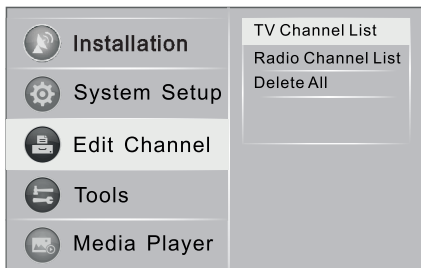 Installation
System Setup
Edit Channel
Tools
Media Player
TV Channel List
Radio Channel List
Delete All